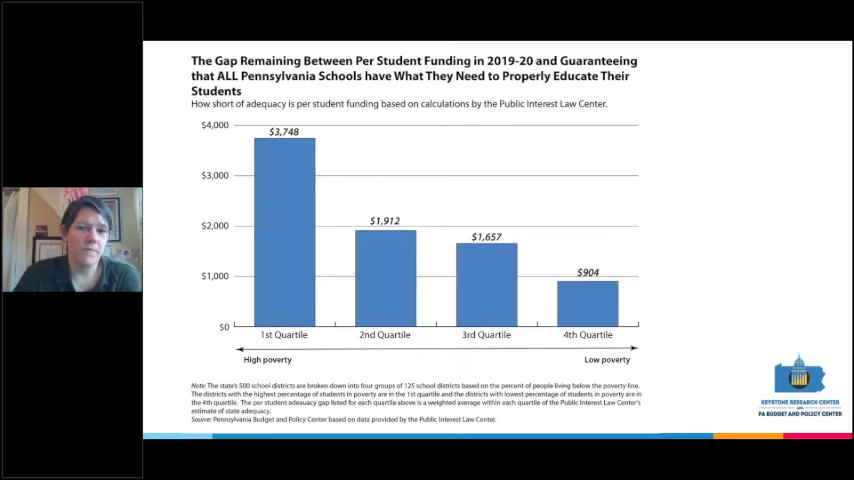 The Gap Remaining Between Per Student Funding in 2019-20 and Guaranteeing
that ALL Pennsylvania Schools have What They Need to Properly Educate Their
Students
How short of adequacy is per student funding based on calculations by the Public Interest Law Center.
$4,000
$3,748
$3,000
$2,000
$1,912
$1,657
$1,000
$904
$0
1st Quartile
2nd Quartile
3rd Quartile
4th Quartile
High poverty
Low poverty
Note: The state's 500 school districts are broken down into four groups of 125 school districts based on the percent of people living below the poverty line.
The districts with the highest percentage of students in poverty are in the 1st quartile and the districts with lowest percentage of students in poverty are in
the 4th quartile. The per student adeauacy gap listed for each quartile above is a weighted average within each quartile of the Public Interest Law Center's
estimate of state adequacy.
Source: Pennsylvania Budget and Policy Center based on data provided by the Public Interest Law Center.
KEYSTONE RESEARCH CENTER
PA BUDGET AND POLICY CENTER